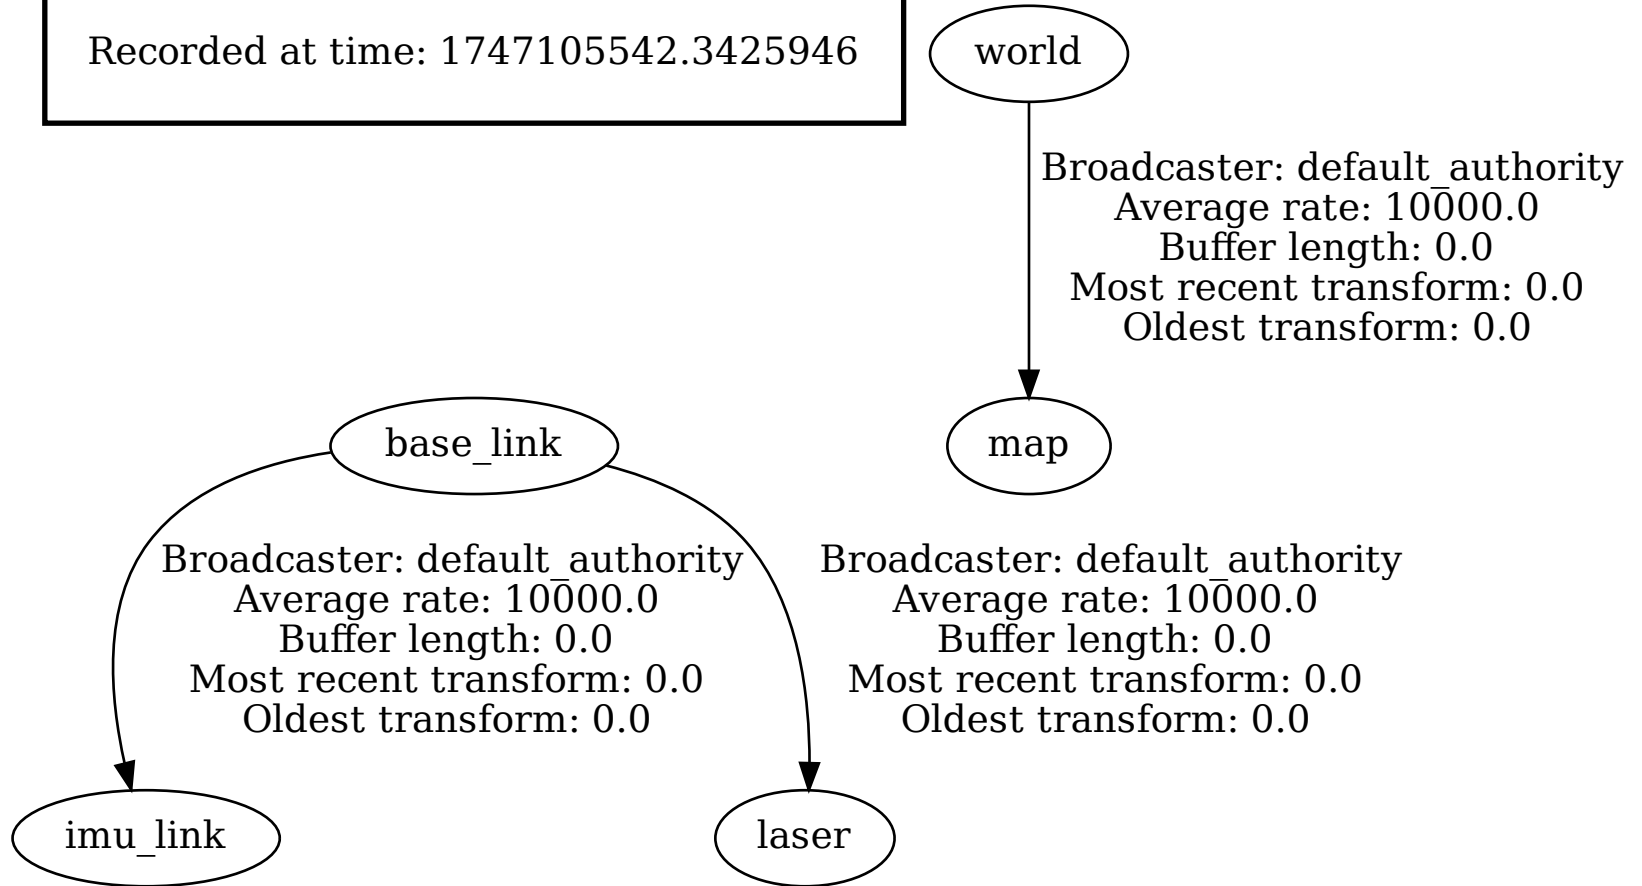 Recorded at time: 1747105542.3425946
world
Broadcaster: default_authority
Average rate: 10000.0
Buffer length: 0.0
Most recent transform: 0.0
Oldest transform: 0.0
base_link
map
Broadcaster: default_authority
Average rate: 10000.0
Buffer length: 0.0
Most recent transform: 0.0
Oldest transform: 0.0
Broadcaster: default_authority
Average rate: 10000.0
Buffer length: 0.0
Most recent transform: 0.0
Oldest transform: 0.0
imu_link
laser